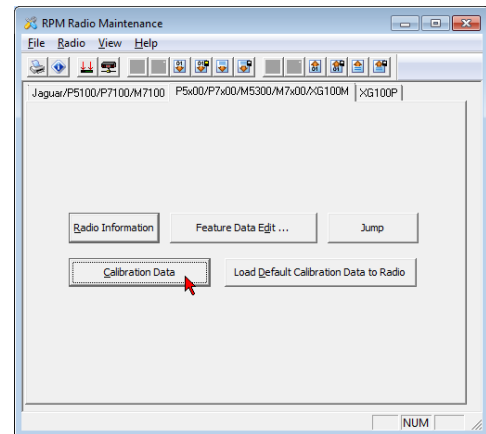 RPM Radio Maintenance
File Radio View Help
Jaguar/P5100/P7100/M7100 P5x00/P7x00/M5300/M7x00/XG100M XG100P
Radio Information Feature Data Edit ... Jump
Calibration Data Load Default Calibration Data to Radio
NUM